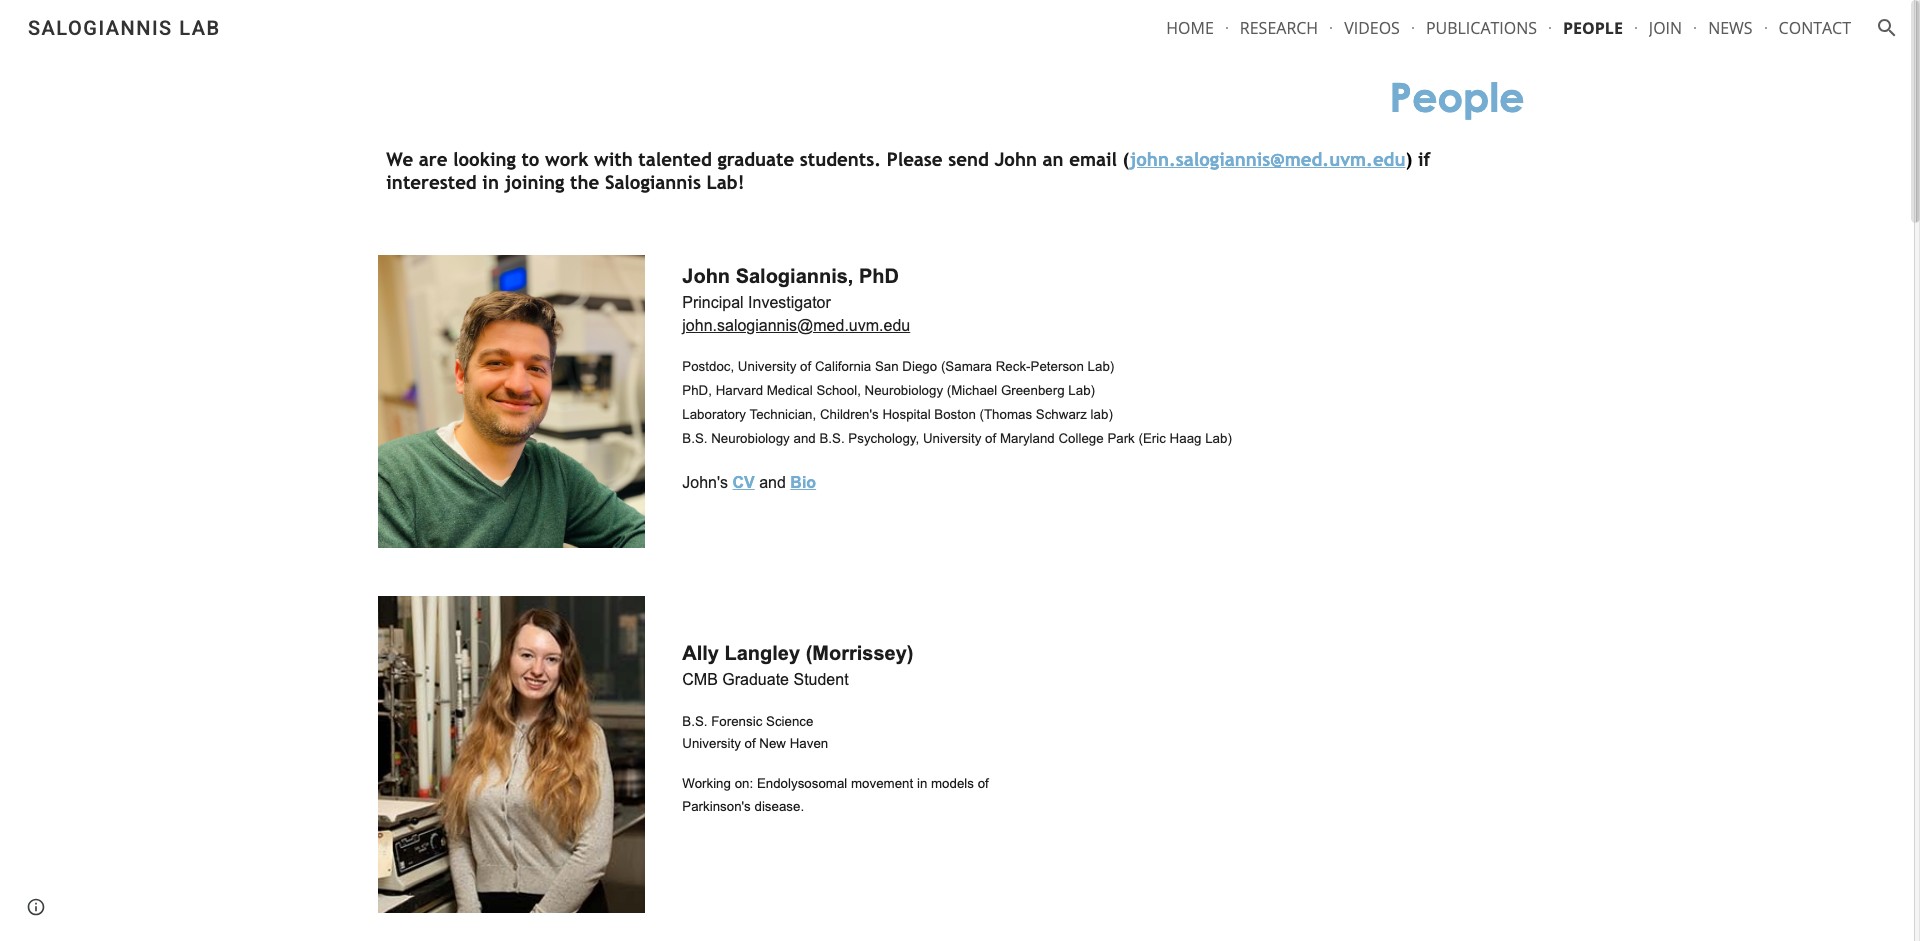 SALOGIANNIS LAB
HOME · RESEARCH · VIDEOS · PUBLICATIONS · PEOPLE · JOIN · NEWS · CONTACT
People
We are looking to work with talented graduate students. Please send John an email (john.salogiannis@med.uvm.edu) if
interested in joining the Salogiannis Lab!
John Salogiannis, PhD
Principal Investigator
john.salogiannis@med.uvm.edu
Postdoc, University of California San Diego (Samara Reck-Peterson Lab)
PhD, Harvard Medical School, Neurobiology (Michael Greenberg Lab)
Laboratory Technician, Children's Hospital Boston (Thomas Schwarz lab)
B.S. Neurobiology and B.S. Psychology, University of Maryland College Park (Eric Haag Lab)
John's CV and Bio
Ally Langley (Morrissey)
CMB Graduate Student
B.S. Forensic Science
University of New Haven
Working on: Endolysosomal movement in models of
Parkinson's disease.